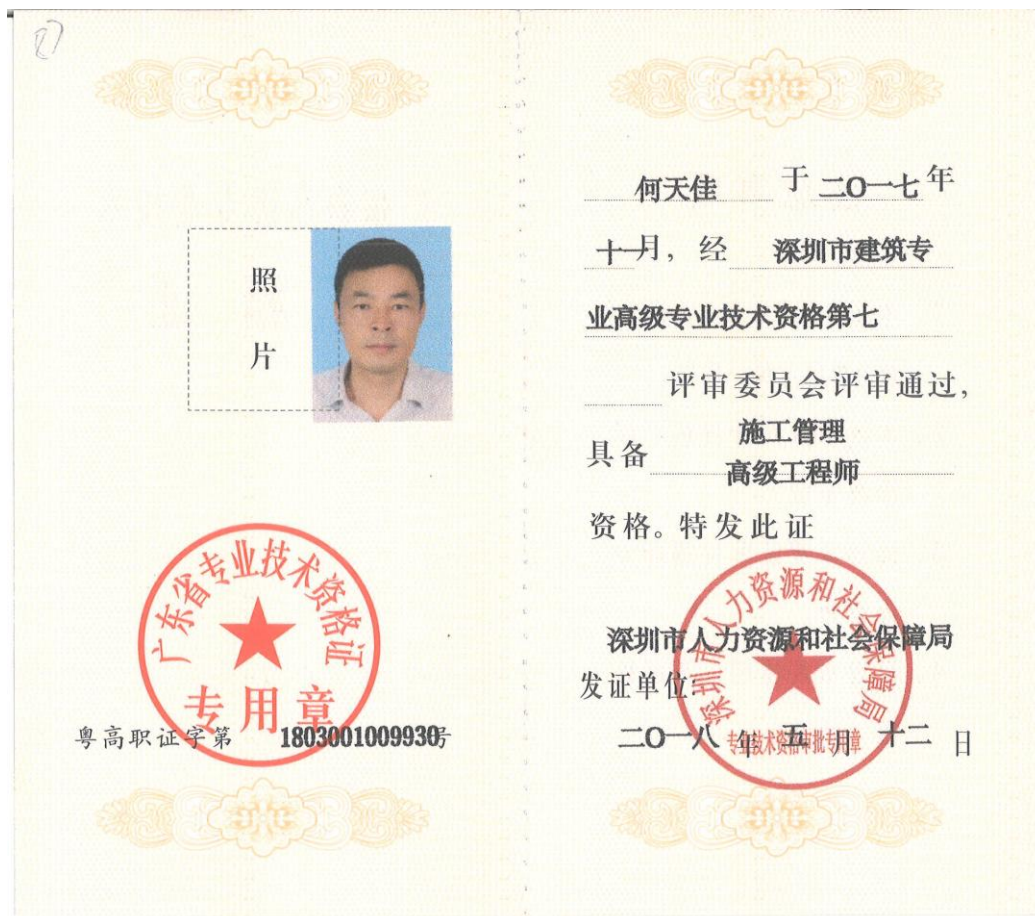 照
片
广东省专业技术资格证
专用章
粤高职证字第 1803001009930号
何天佳 于 二〇一七 年
十一月, 经 深圳市建筑专
业高级专业技术资格第七
评审委员会评审通过,
具备 施工管理
高级工程师
资格。特发此证
深圳市人力资源和社会保障局
深圳市人力资源和社会保障局
发证单位:
专业技术资格审批专用章
二〇一八 年 五 月 十二 日